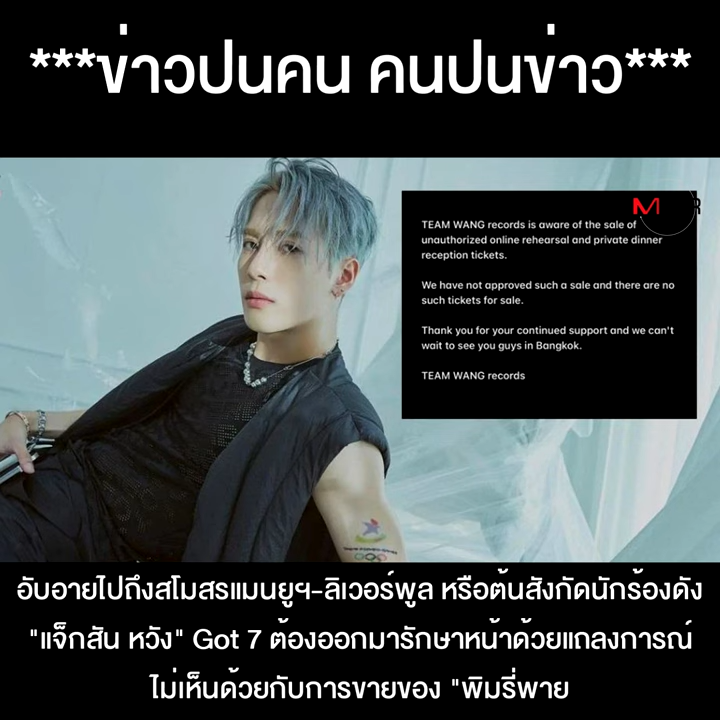 ***ข่าวปนคน คนปนข่าว***
TEAM WANG records is aware of the sale of
unauthorized online rehearsal and private dinner
reception tickets.
We have not approved such a sale and there are no
such tickets for sale.
Thank you for your continued support and we can't
wait to see you guys in Bangkok.
TEAM WANG records
อับอายไปถึงสโมสรแมนยูฯ-ลิเวอร์พูล หรือต้นสังกัดนักร้องดัง
"แจ็กสัน หวัง" Got 7 ต้องออกมารักษาหน้าด้วยแถลงการณ์
ไม่เห็นด้วยกับการขายของ "พิมรี่พาย